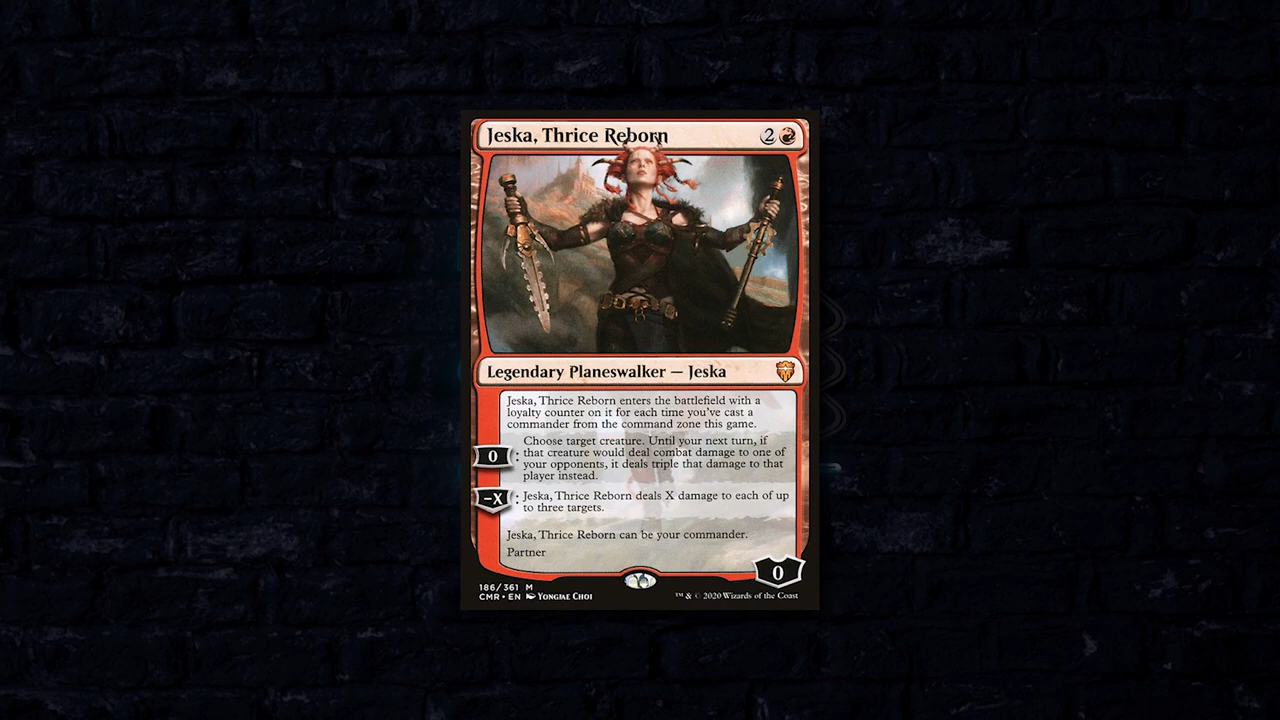 Jeska, Thrice Reborn 2
Legendary Planeswalker — Jeska
Jeska, Thrice Reborn enters the battlefield with a
loyalty counter on it for each time you've cast a
commander from the command zone this game.
0: Choose target creature. Until your next turn, if
that creature would deal combat damage to one of
your opponents, it deals triple that damage to that
player instead.
−X: Jeska, Thrice Reborn deals X damage to each of up
to three targets.
Jeska, Thrice Reborn can be your commander.
Partner
0
186/361 M
CMR • EN Yongjae Choi
™ & © 2020 Wizards of the Coast